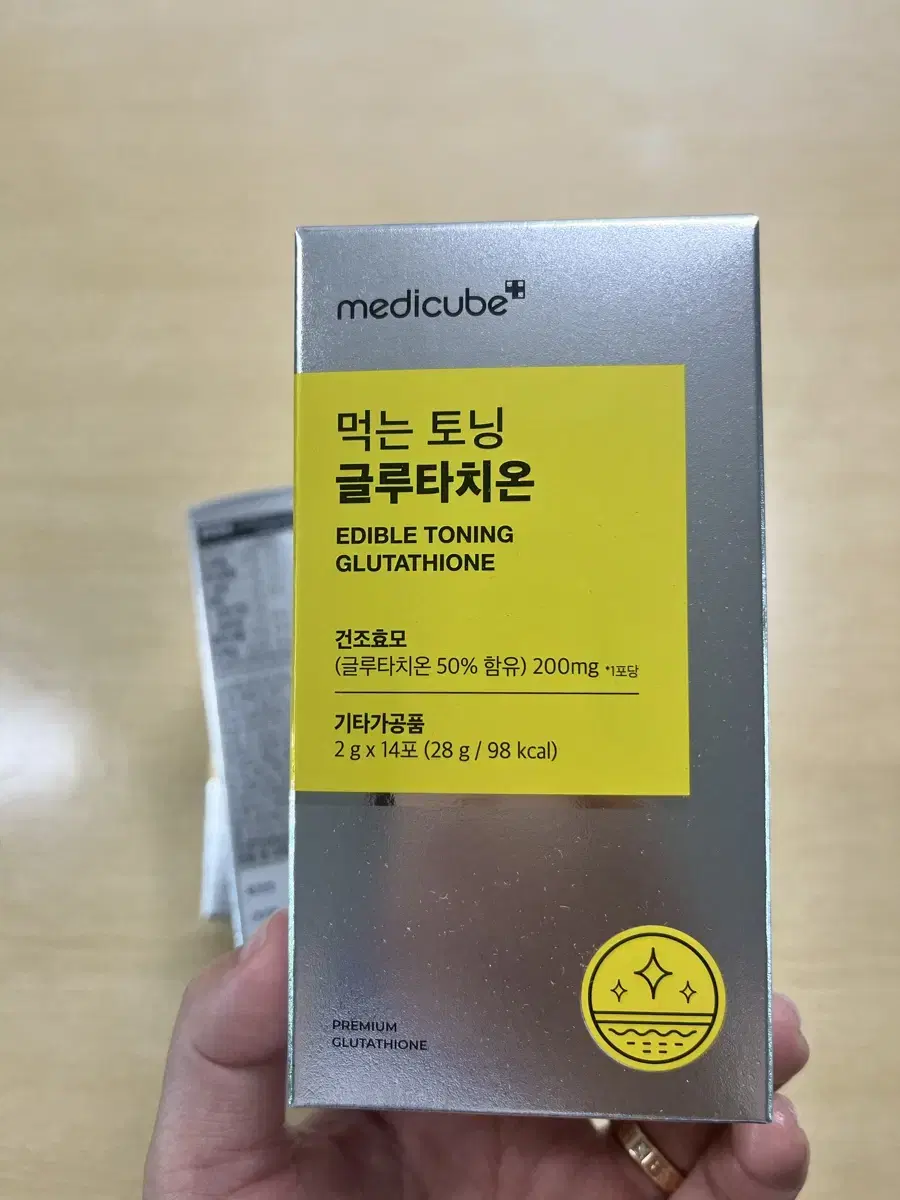 medicube
먹는 토닝
글루타치온
EDIBLE TONING
GLUTATHIONE
건조효모
(글루타치온 50% 함유) 200mg *1포당
기타가공품
2 g x 14포 (28 g / 98 kcal)
PREMIUM
GLUTATHIONE